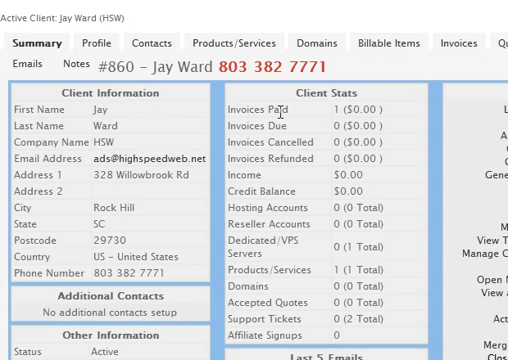 Active Client: Jay Ward (HSW)
Summary Profile Contacts Products/Services Domains Billable Items Invoices
Emails Notes #860 - Jay Ward 803 382 7771
Client Information
First Name Jay
Last Name Ward
Company Name HSW
Email Address ads@highspeedweb.net
Address 1 328 Willowbrook Rd
Address 2
City Rock Hill
State SC
Postcode 29730
Country US - United States
Phone Number 803 382 7771
Additional Contacts
No additional contacts setup
Other Information
Status Active
Client Stats
Invoices Paid 1 ($0.00 )
Invoices Due 0 ($0.00 )
Invoices Cancelled 0 ($0.00 )
Invoices Refunded 0 ($0.00 )
Income $0.00
Credit Balance $0.00
Hosting Accounts 0 (0 Total)
Reseller Accounts 0 (0 Total)
Dedicated/VPS
Servers 0 (1 Total)
Products/Services 1 (1 Total)
Domains 0 (0 Total)
Accepted Quotes 0 (0 Total)
Support Tickets 0 (2 Total)
Affiliate Signups 0
Last 5 Emails